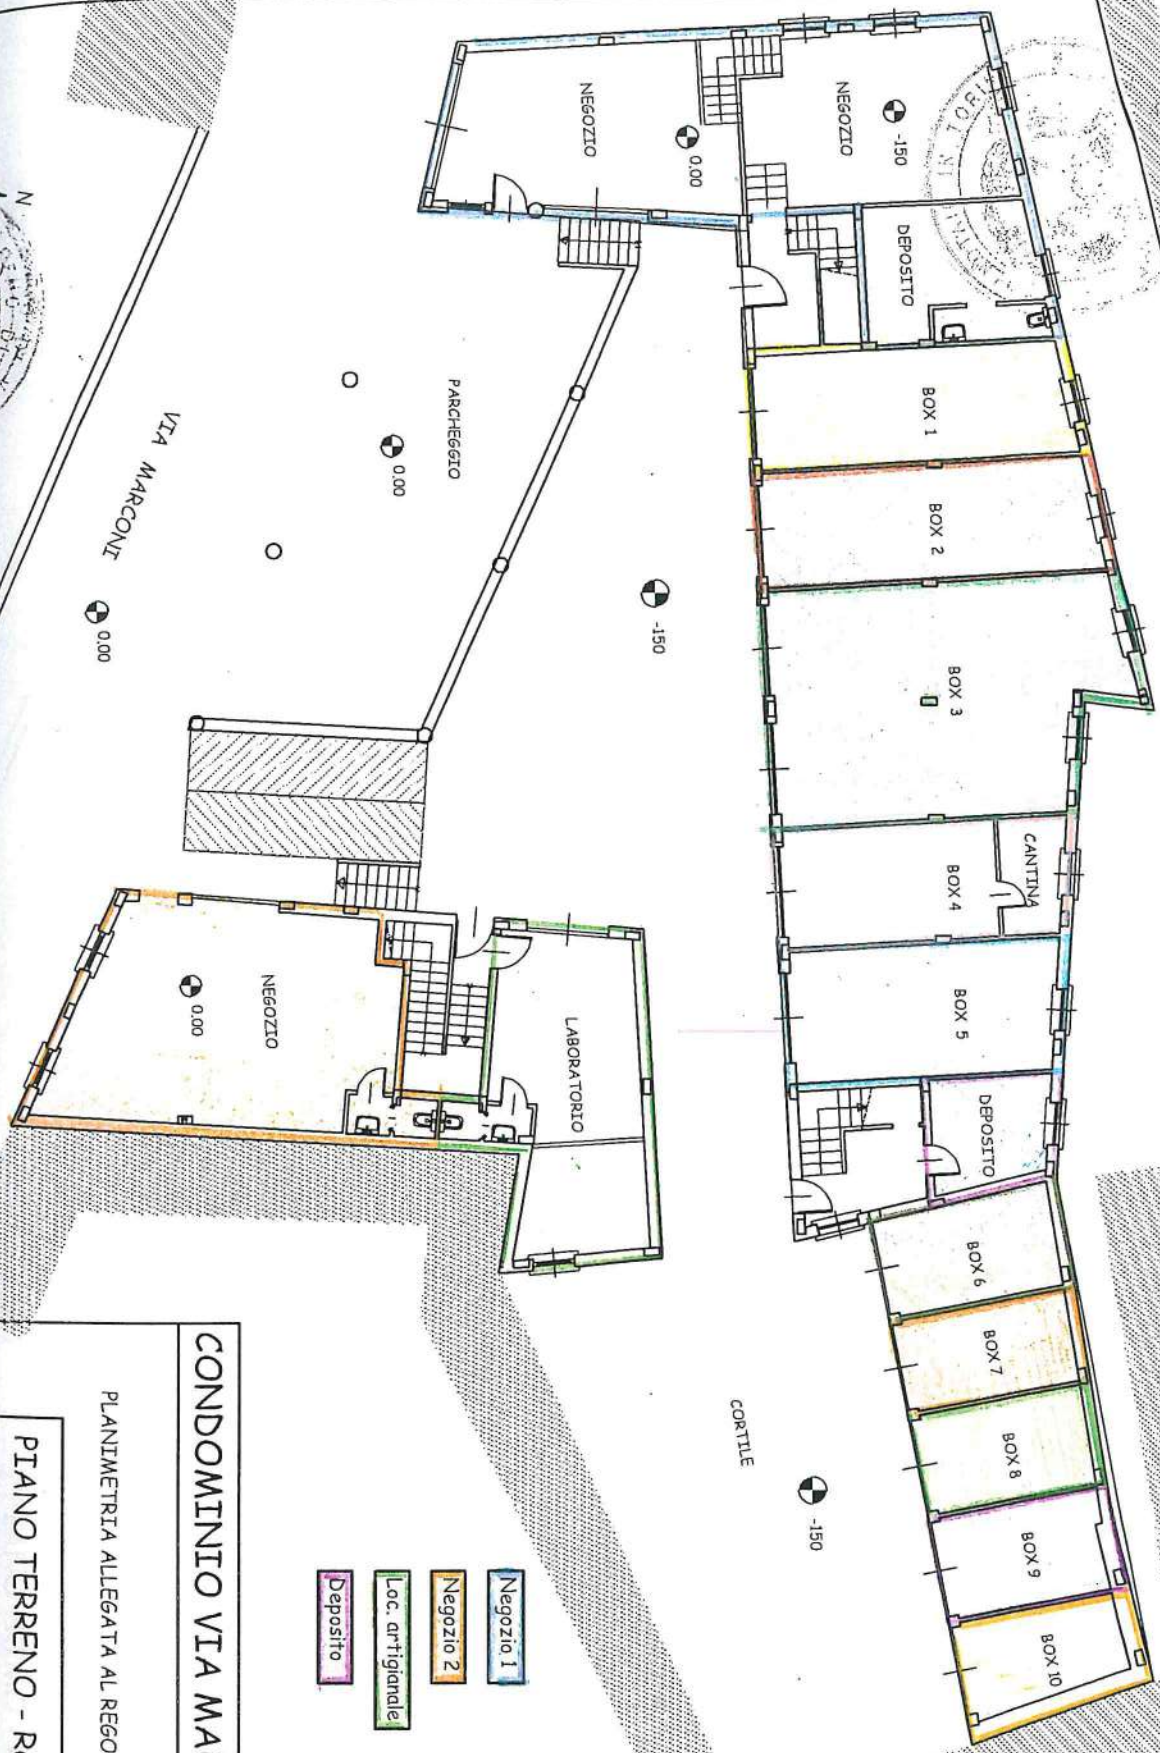 NEGOZIO
0.00
NEGOZIO
-150
DEPOSITO
BOX 1
BOX 2
BOX 3
BOX 4
CANTINA
BOX 5
DEPOSITO
BOX 6
BOX 7
BOX 8
BOX 9
BOX 10
PARCHEGGIO
0.00
VIA MARCONI
0.00
-150
NEGOZIO
0.00
LABORATORIO
CORTILE
-150
N
IN TORI
Negozio 1
Negozio 2
Loc. artigianale
Deposito
CONDOMINIO VIA MA
PLANIMETRIA ALLEGATA AL REGO
PIANO TERRENO - R